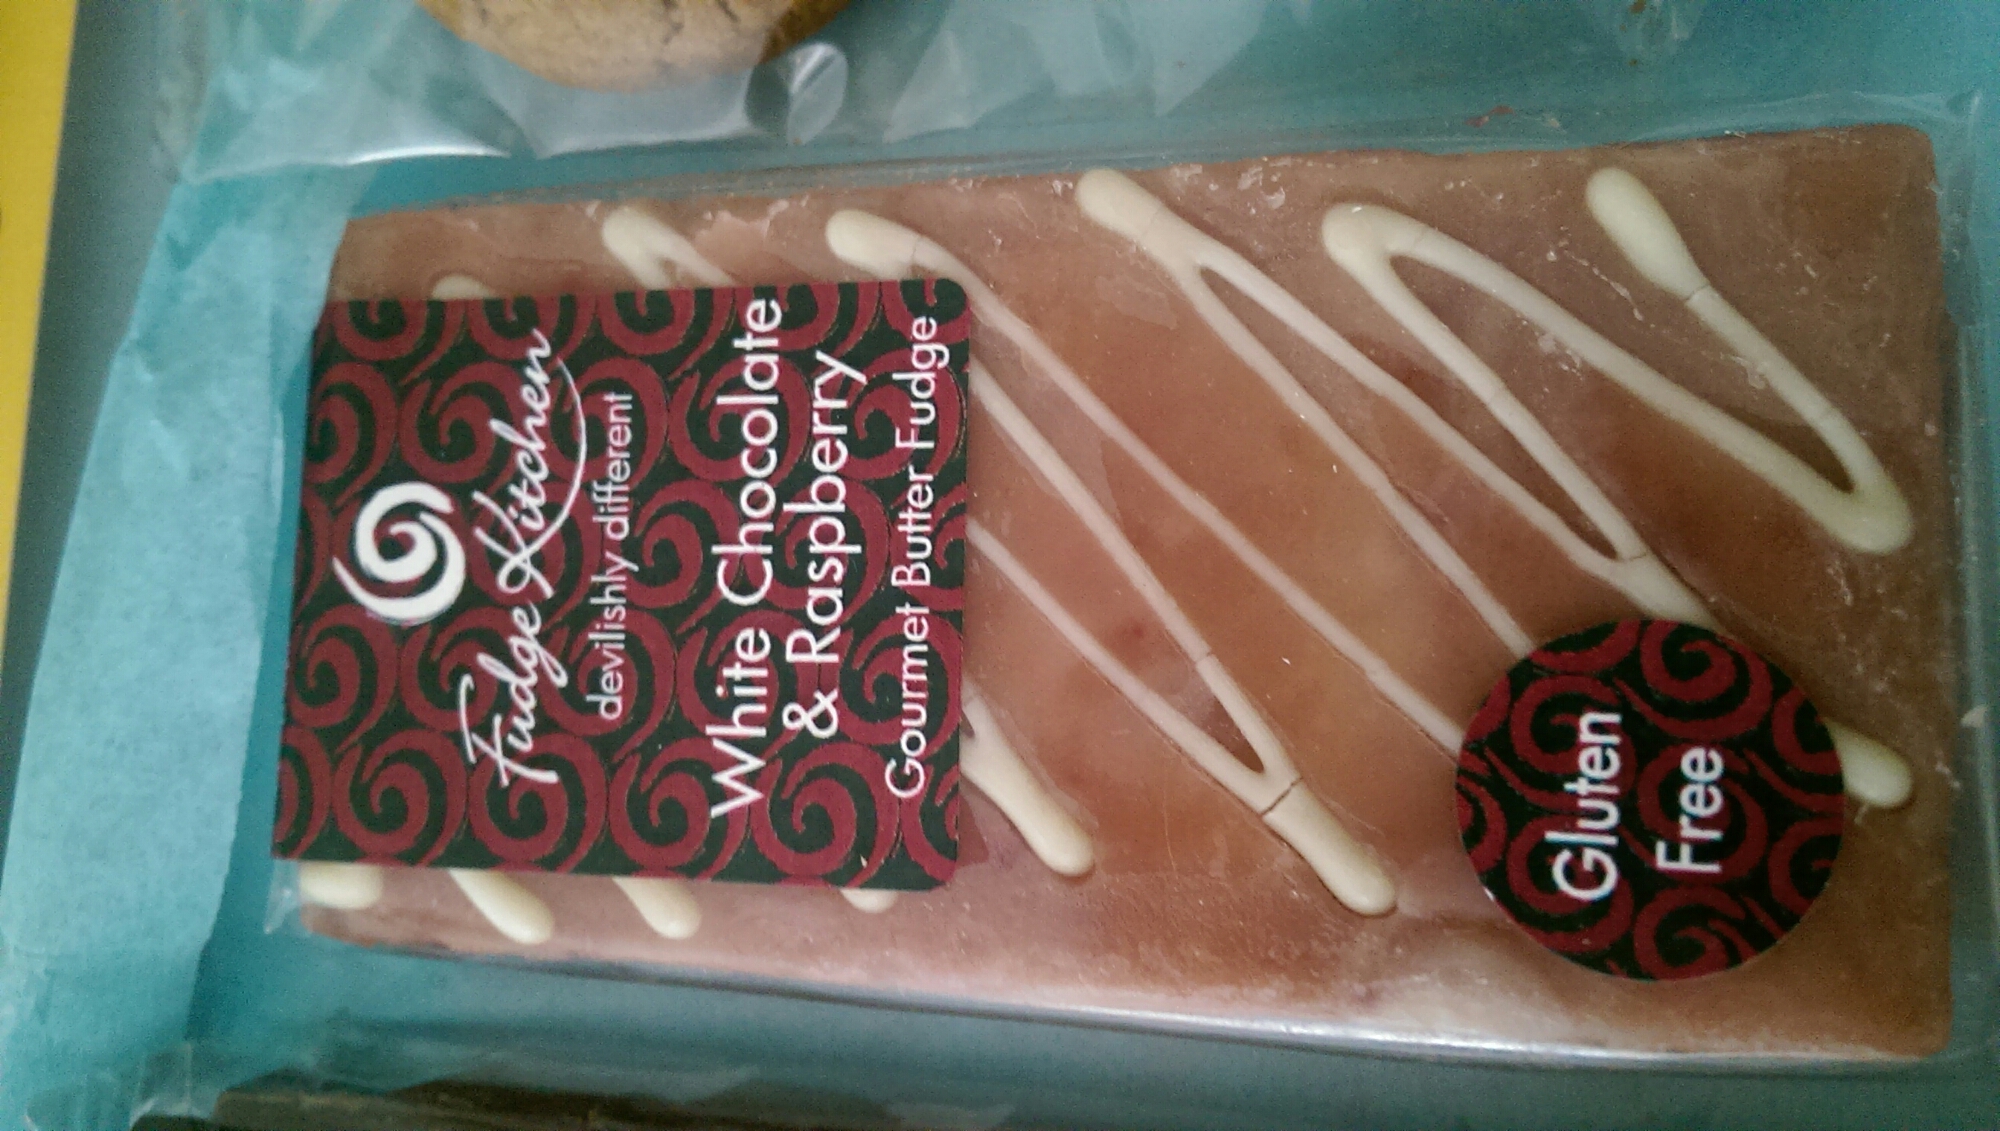 Fudge Kitchen
devilishly different
White Chocolate
& Raspberry
Gourmet Butter Fudge
Gluten
Free